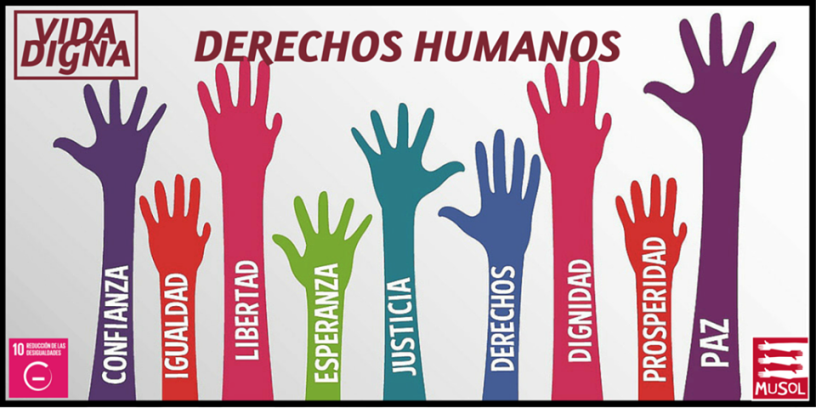 VIDA
DIGNA
DERECHOS HUMANOS
CONFIANZA
IGUALDAD
LIBERTAD
ESPERANZA
JUSTICIA
DERECHOS
DIGNIDAD
PROSPERIDAD
PAZ
10 REDUCCIÓN DE LAS
DESIGUALDADES
MUSOL